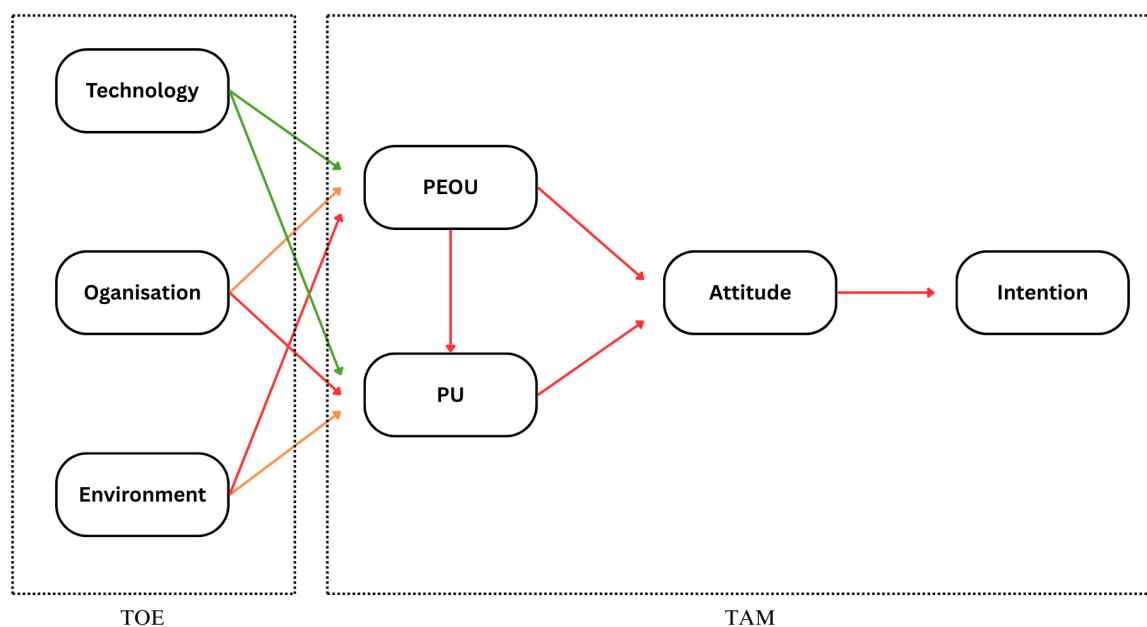 Technology
PEOU
Oganisation
Attitude
Intention
PU
Environment
TOE
TAM